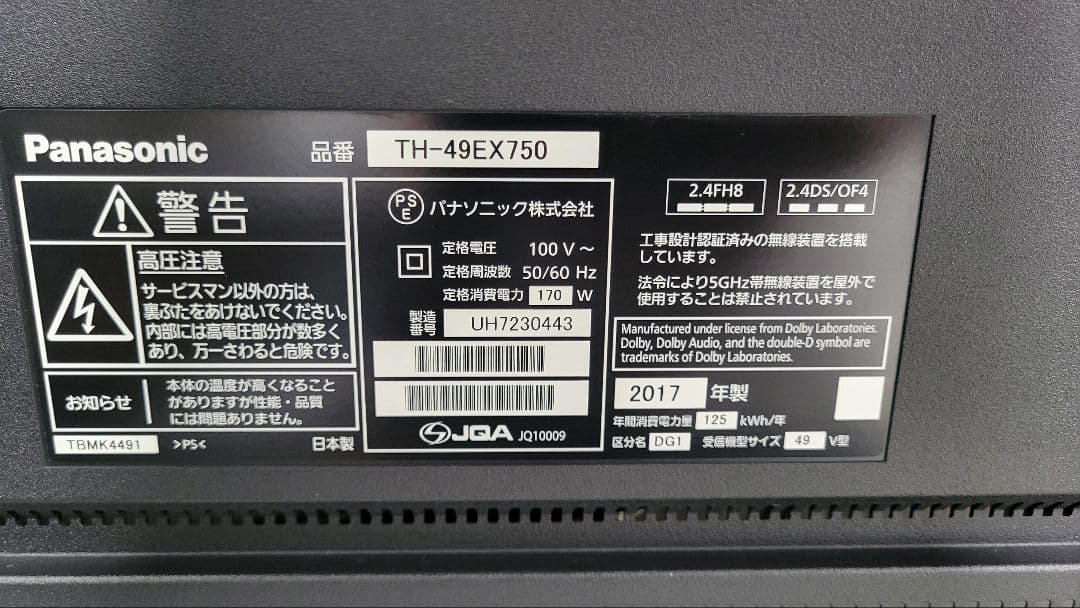 Panasonic
品番 TH-49EX750
警告
高圧注意
サービスマン以外の方は、
裏ぶたをあけないでください。
内部には高電圧部分が数多く
あり、万一さわると危険です。
お知らせ
本体の温度が高くなること
がありますが性能・品質
には問題ありません。
TBMK4491 >PS< 日本製
PSE パナソニック株式会社
定格電圧 100 V～
定格周波数 50/60 Hz
定格消費電力 170 W
製造番号 UH7230443
JQA JQ10009
2.4FH8 2.4DS/OF4
工事設計認証済みの無線装置を搭載
しています。
法令により5GHz帯無線装置を屋外で
使用することは禁止されています。
Manufactured under license from Dolby Laboratories.
Dolby, Dolby Audio, and the double-D symbol are
trademarks of Dolby Laboratories.
2017 年製
年間消費電力量 125 kWh/年
区分名 DG1 受信機型サイズ 49 V型